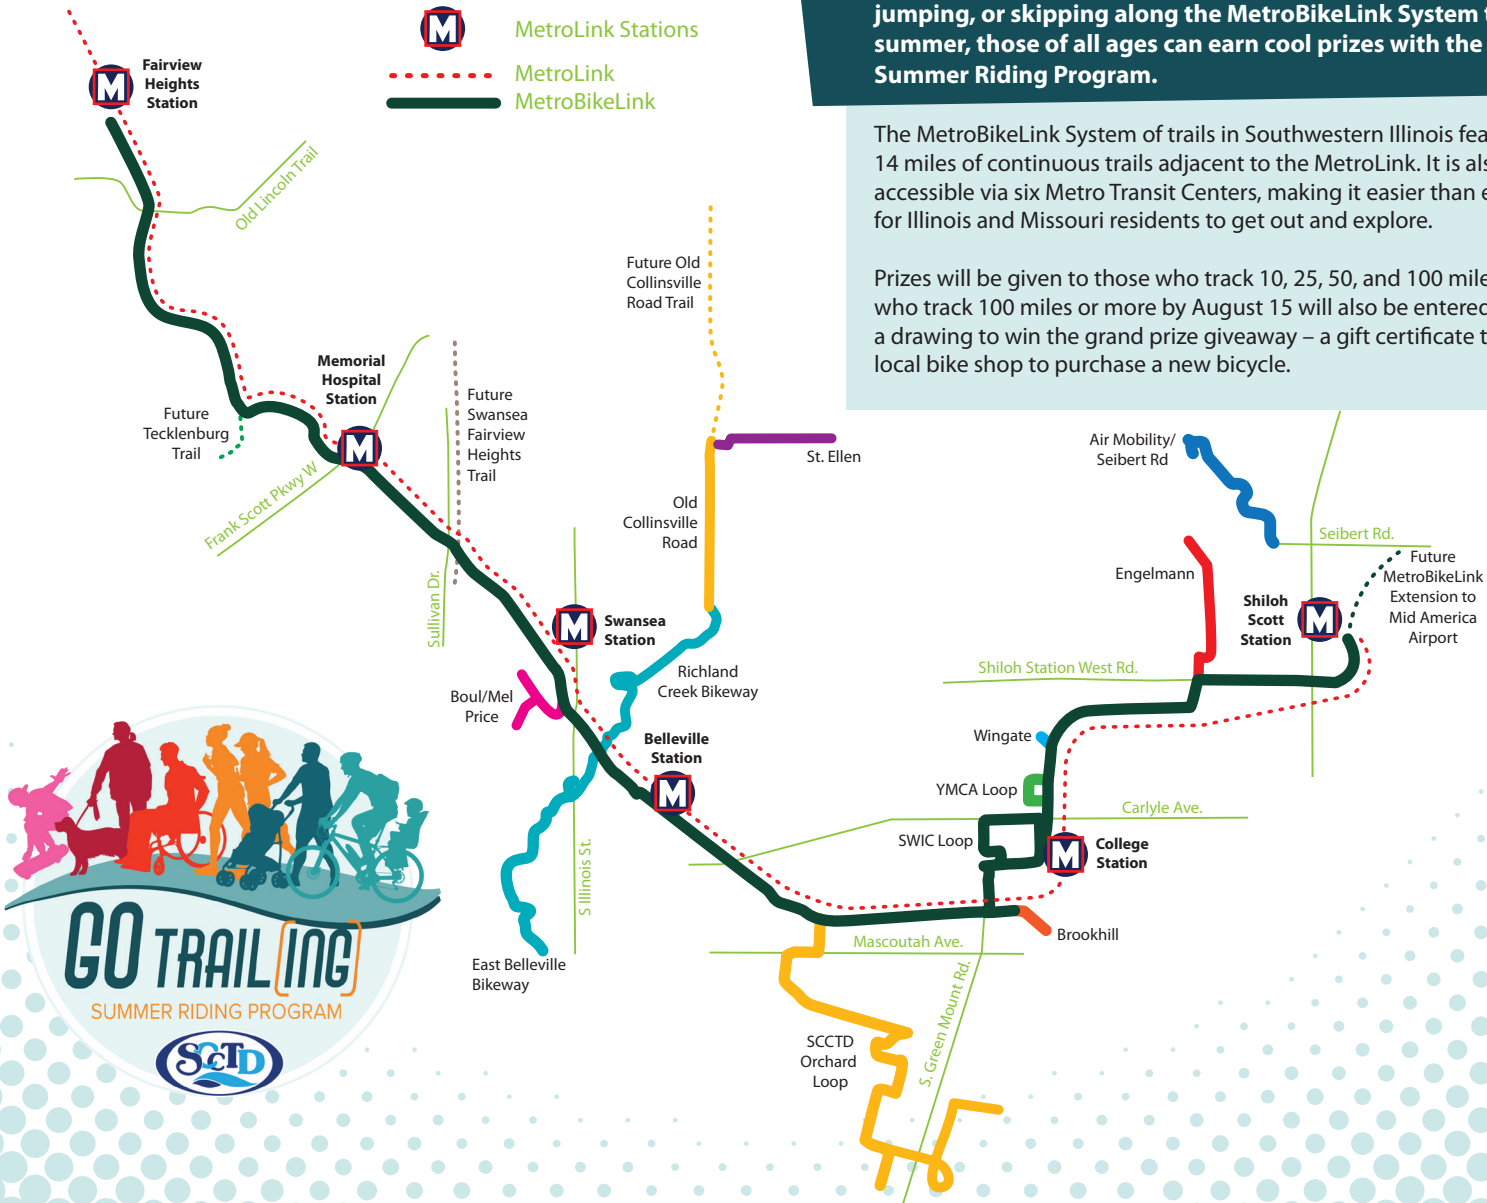 MetroLink Stations
MetroLink
MetroBikeLink
jumping, or skipping along the MetroBikeLink System
summer, those of all ages can earn cool prizes with the
Summer Riding Program.
The MetroBikeLink System of trails in Southwestern Illinois
14 miles of continuous trails adjacent to the MetroLink. It is
accessible via six Metro Transit Centers, making it easier than
for Illinois and Missouri residents to get out and explore.
Prizes will be given to those who track 10, 25, 50, and 100
who track 100 miles or more by August 15 will also be entered
a drawing to win the grand prize giveaway – a gift certificate
local bike shop to purchase a new bicycle.
Fairview
Heights
Station
Old Lincoln Trail
Future Old
Collinsville
Road Trail
Memorial
Hospital
Station
Future
Tecklenburg
Trail
Frank Scott Pkwy W
Future
Swansea
Fairview
Heights
Trail
St. Ellen
Old
Collinsville
Road
Sullivan Dr.
Swansea
Station
Richland
Creek Bikeway
Boul/Mel
Price
Belleville
Station
S Illinois St.
East Belleville
Bikeway
Air Mobility/
Seibert Rd
Seibert Rd.
Engelmann
Shiloh
Scott
Station
Future
MetroBikeLink
Extension to
Mid America
Airport
Shiloh Station West Rd.
Wingate
YMCA Loop
Carlyle Ave.
SWIC Loop
College
Station
Brookhill
Mascoutah Ave.
S. Green Mount Rd.
SCCTD
Orchard
Loop
GO TRAIL[ING]
SUMMER RIDING PROGRAM
SCCTD